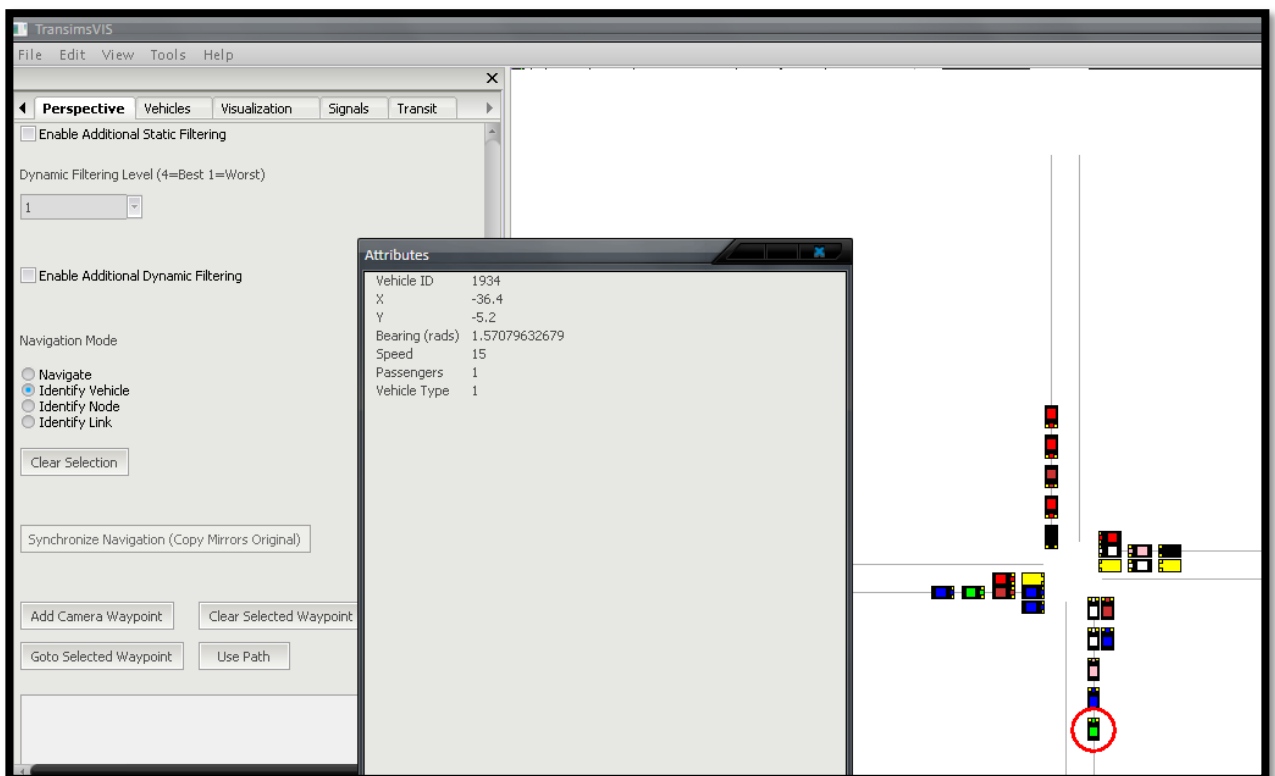 TransimsVIS
File Edit View Tools Help
Perspective Vehicles Visualization Signals Transit
Enable Additional Static Filtering
Dynamic Filtering Level (4=Best 1=Worst)
1
Enable Additional Dynamic Filtering
Navigation Mode
Navigate
Identify Vehicle
Identify Node
Identify Link
Clear Selection
Synchronize Navigation (Copy Mirrors Original)
Add Camera Waypoint Clear Selected Waypoint
Goto Selected Waypoint Use Path
Attributes
Vehicle ID 1934
X -36.4
Y -5.2
Bearing (rads) 1.57079632679
Speed 15
Passengers 1
Vehicle Type 1